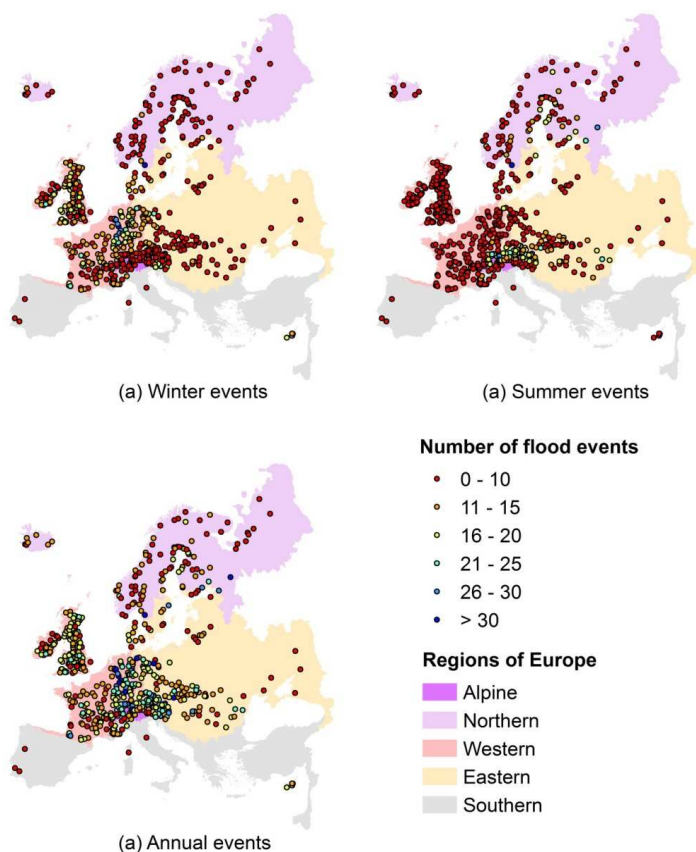 (a) Winter events
(a) Summer events
Number of flood events
0 - 10
11 - 15
16 - 20
21 - 25
26 - 30
> 30
Regions of Europe
Alpine
Northern
Western
Eastern
Southern
(a) Annual events